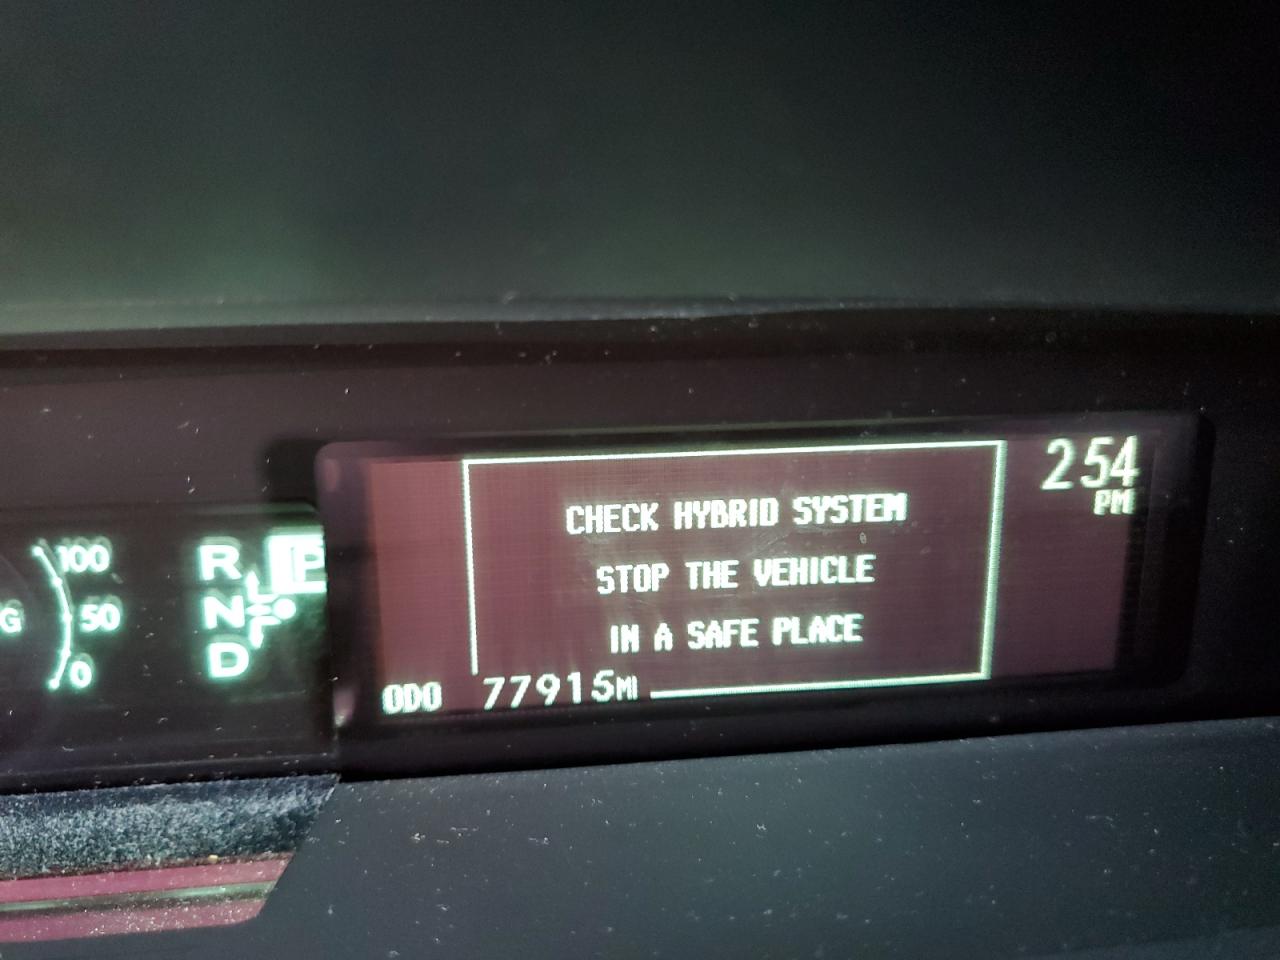 100
50
0
G
R
P
N
D
CHECK HYBRID SYSTEM
STOP THE VEHICLE
IN A SAFE PLACE
2:54
PM
ODO 77915MI